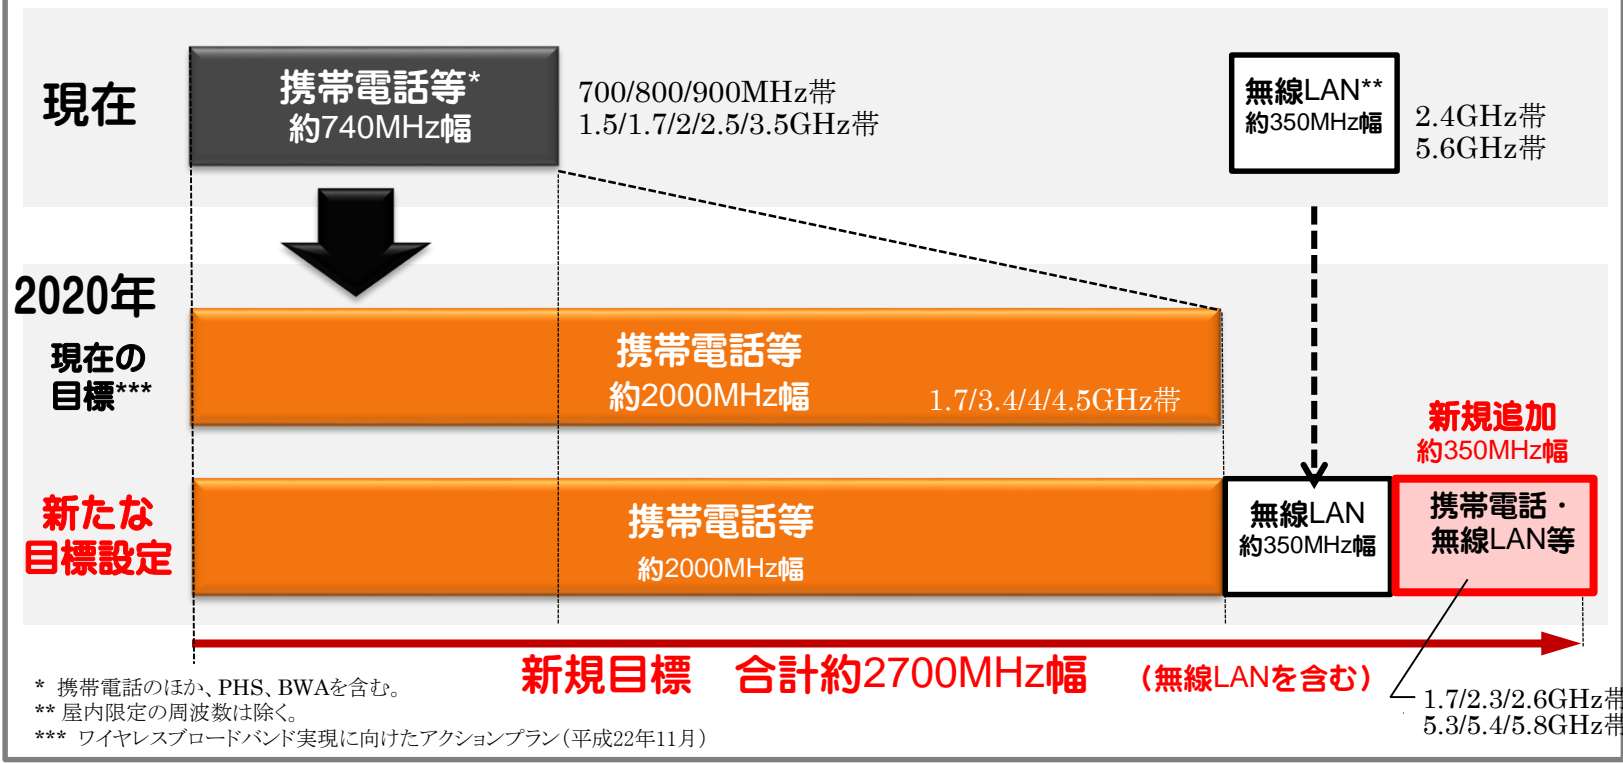 現在
携帯電話等*
約740MHz幅
700/800/900MHz帯
1.5/1.7/2/2.5/3.5GHz帯
無線LAN**
約350MHz幅
2.4GHz帯
5.6GHz帯
2020年
現在の
目標***
携帯電話等
約2000MHz幅
1.7/3.4/4/4.5GHz帯
新規追加
約350MHz幅
新たな
目標設定
携帯電話等
約2000MHz幅
無線LAN
約350MHz幅
携帯電話・
無線LAN等
新規目標 合計約2700MHz幅 （無線LANを含む）
1.7/2.3/2.6GHz帯
5.3/5.4/5.8GHz帯
* 携帯電話のほか、PHS、BWAを含む。
** 屋内限定の周波数は除く。
*** ワイヤレスブロードバンド実現に向けたアクションプラン（平成22年11月）